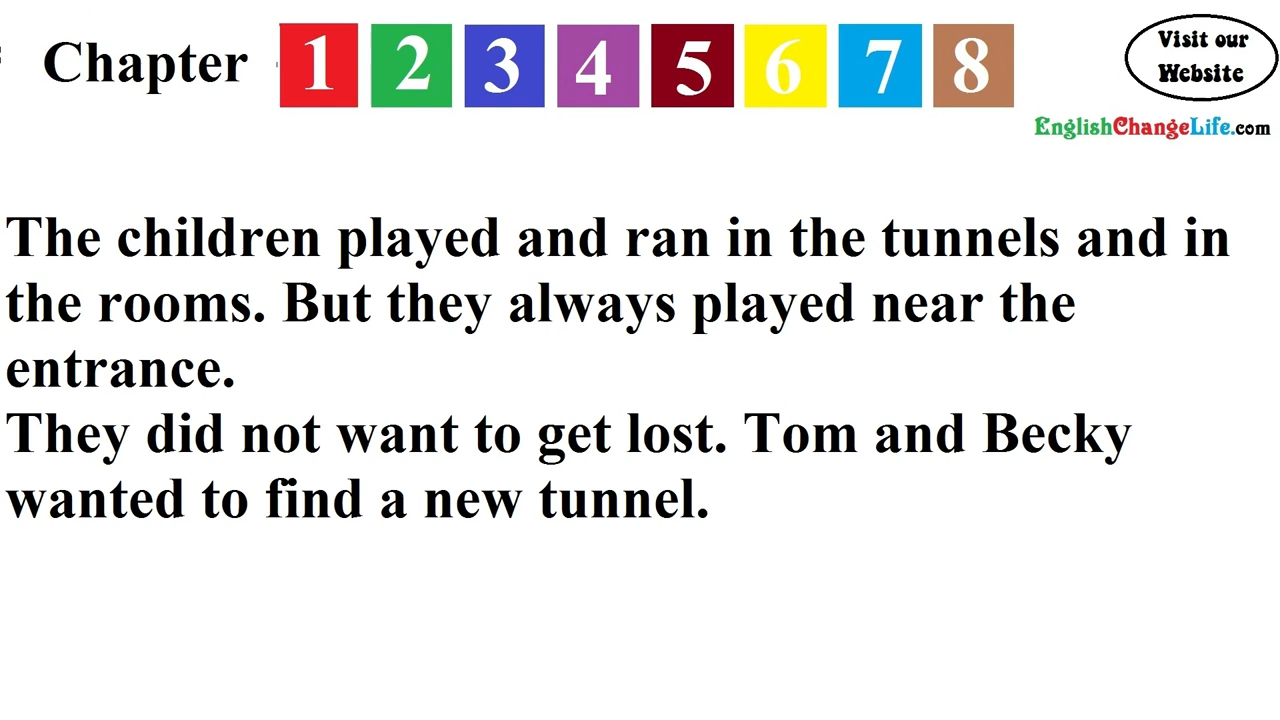 Chapter 1 2 3 4 5 6 7 8
Visit our
Website
EnglishChangeLife.com
The children played and ran in the tunnels and in
the rooms. But they always played near the
entrance.
They did not want to get lost. Tom and Becky
wanted to find a new tunnel.